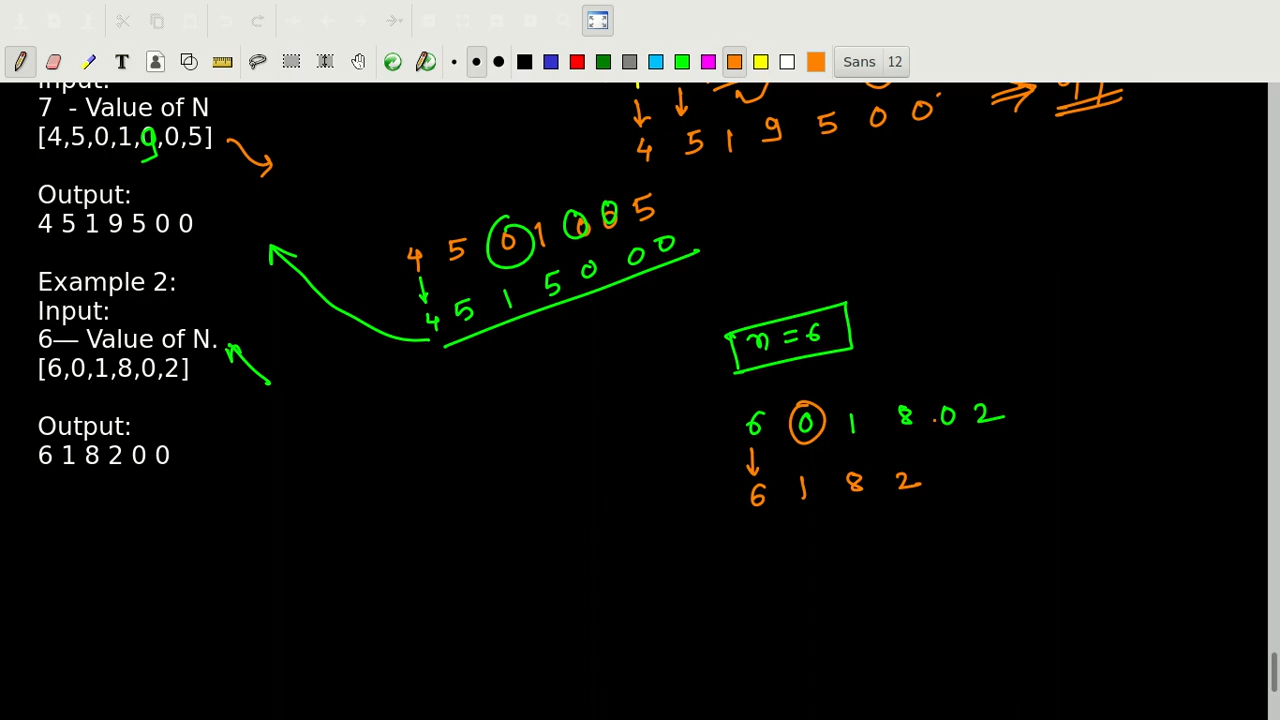 Sans 12
Input:
7 - Value of N
[4,5,0,1,9,0,5]
4 5 1 9 5 0 0 ⇒
Output:
4 5 1 9 5 0 0
4 5 0 1 0 0 5
4 5 1 5 0 0 0
Example 2:
Input:
6— Value of N.
[6,0,1,8,0,2]
n = 6
6 0 1 8 0 2
6 1 8 2
Output:
6 1 8 2 0 0